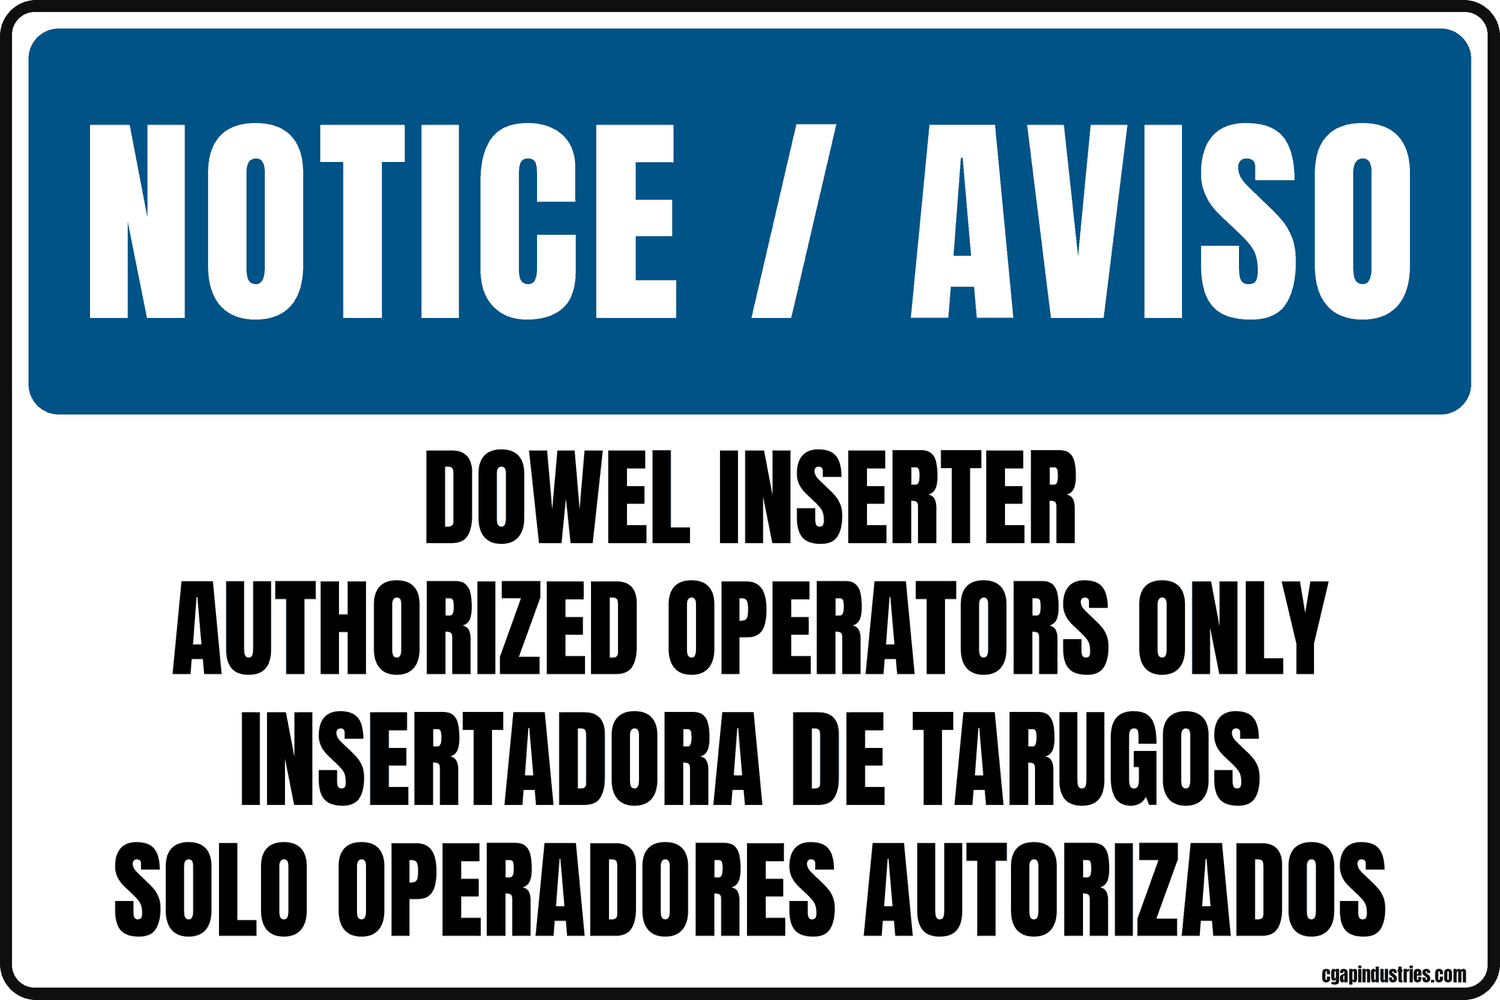 NOTICE / AVISO
DOWEL INSERTER
AUTHORIZED OPERATORS ONLY
INSERTADORA DE TARUGOS
SOLO OPERADORES AUTORIZADOS
cgapindustries.com